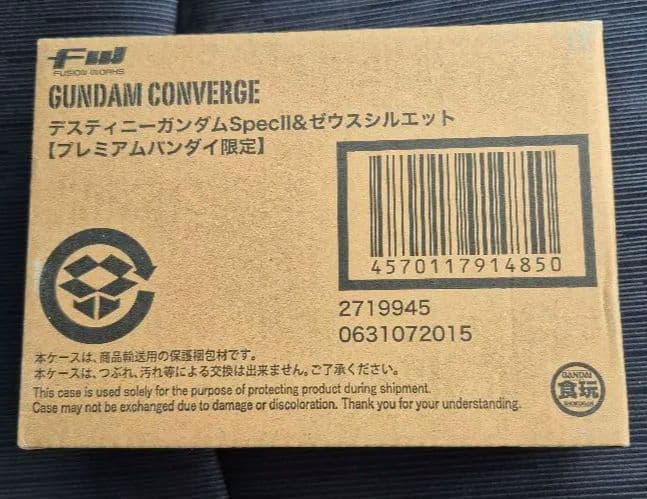 FW
FUSION WORKS
GUNDAM CONVERGE
デスティニーガンダムSpecII&ゼウスシルエット
【プレミアムバンダイ限定】
4570117914850
2719945
0631072015
本ケースは、商品輸送用の保護梱包材です。
本ケースは、つぶれ、汚れ等による交換は出来ません。ご了承ください。
This case is used solely for the purpose of protecting product during shipment.
Case may not be exchanged due to damage or discoloration. Thank you for your understanding.
BANDAI
食玩
SHOKUGAN